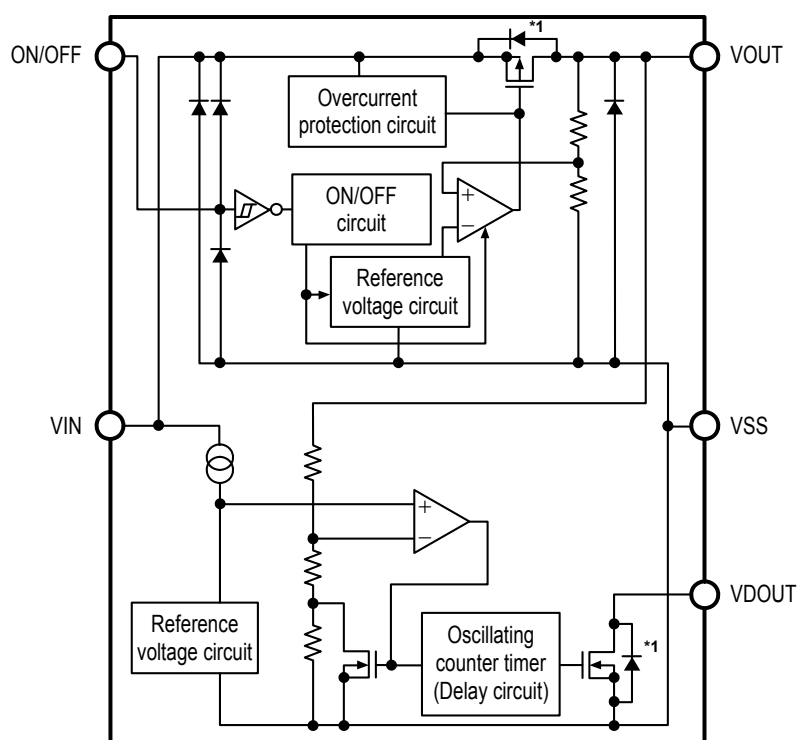 ON/OFF
*1
VOUT
Overcurrent
protection circuit
ON/OFF
circuit
+
−
Reference
voltage circuit
VIN
VSS
+
−
VDOUT
Reference
voltage circuit
Oscillating
counter timer
(Delay circuit)
*1